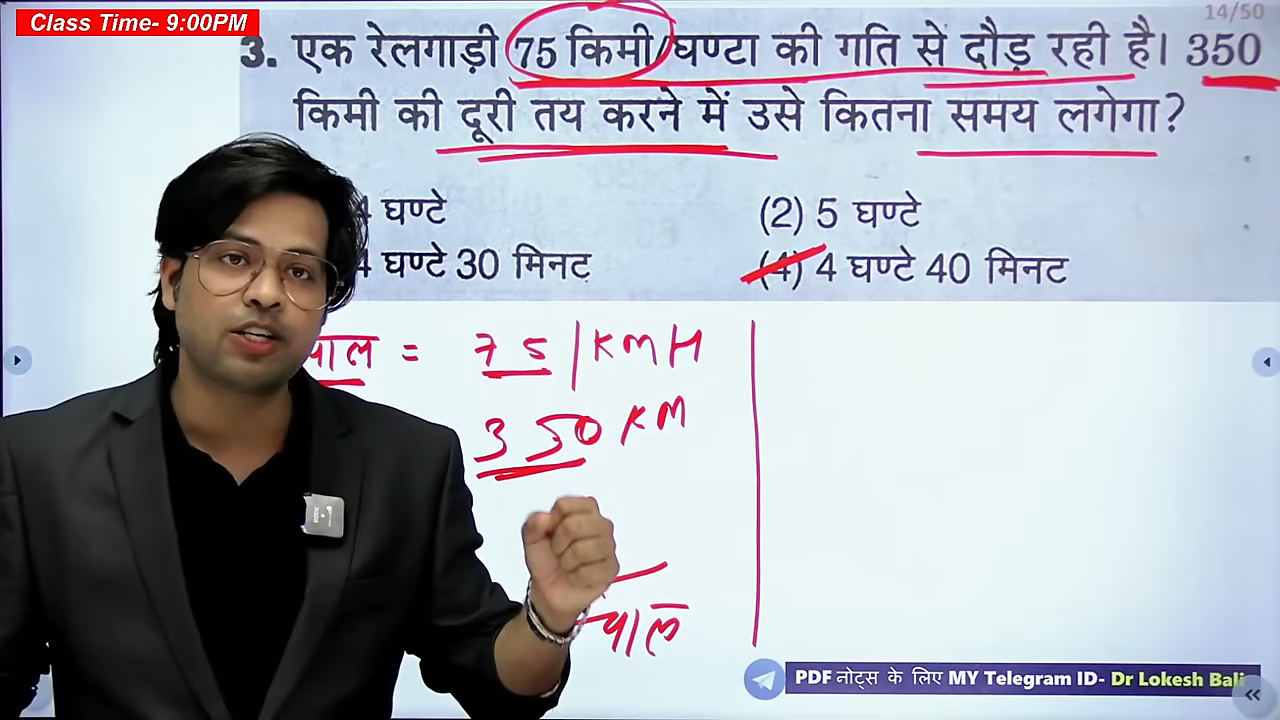 Class Time- 9:00PM
14/50
3. एक रेलगाड़ी 75 किमी/घण्टा की गति से दौड़ रही है। 350
किमी की दूरी तय करने में उसे कितना समय लगेगा?
4 घण्टे (2) 5 घण्टे
4 घण्टे 30 मिनट (4) 4 घण्टे 40 मिनट
चाल = 75 / KMH
350 KM
चाल
PDF नोट्स के लिए MY Telegram ID- Dr Lokesh Bali